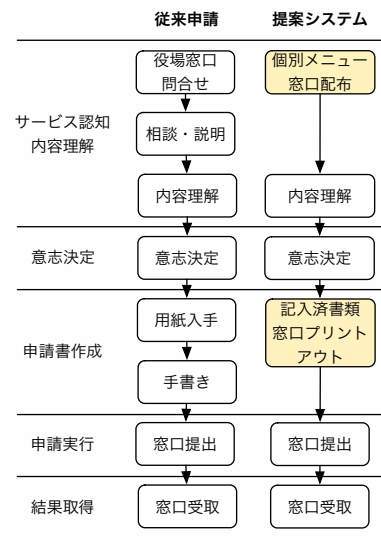 従来申請
提案システム
役場窓口
問合せ
個別メニュー
窓口配布
サービス認知
内容理解
相談・説明
内容理解
内容理解
意志決定
意志決定
意志決定
申請書作成
用紙入手
手書き
記入済書類
窓口プリント
アウト
申請実行
窓口提出
窓口提出
結果取得
窓口受取
窓口受取